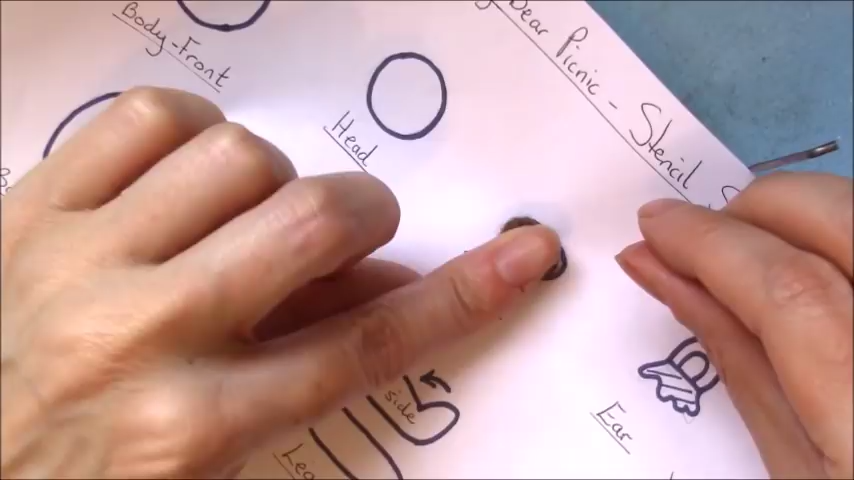 Body-Front
Bear Picnic - Stencil
Head
side
Ear